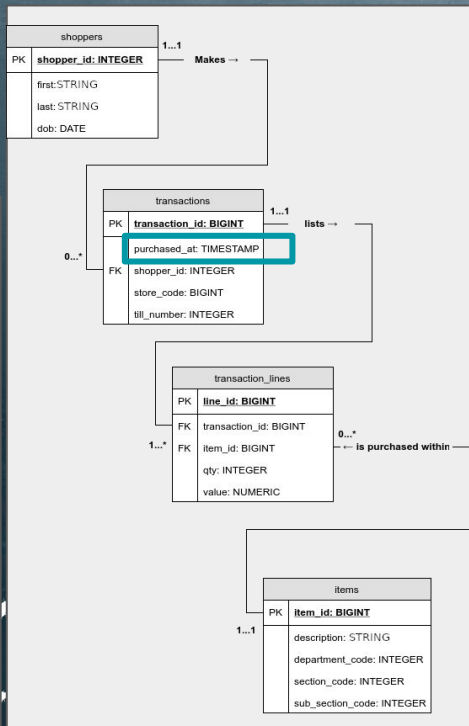 shoppers
1...1
PK shopper_id: INTEGER
Makes →
first:STRING
last: STRING
dob: DATE
transactions
1...1
PK transaction_id: BIGINT
lists →
purchased_at: TIMESTAMP
0...*
FK shopper_id: INTEGER
store_code: BIGINT
till_number: INTEGER
transaction_lines
PK line_id: BIGINT
FK transaction_id: BIGINT
0...*
1...*
FK item_id: BIGINT
← is purchased within
qty: INTEGER
value: NUMERIC
items
PK item_id: BIGINT
1...1
description: STRING
department_code: INTEGER
section_code: INTEGER
sub_section_code: INTEGER